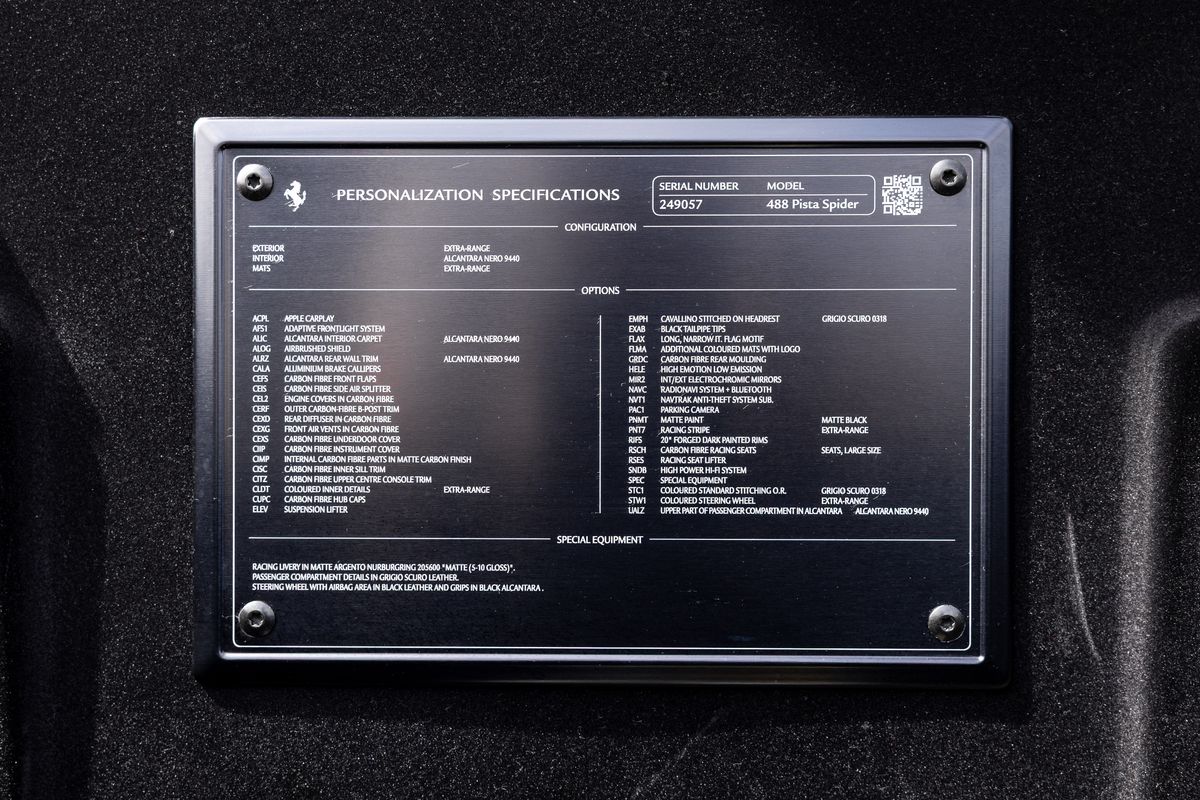 PERSONALIZATION SPECIFICATIONS
SERIAL NUMBER MODEL
249057 488 Pista Spider
CONFIGURATION
EXTERIOR EXTRA-RANGE
INTERIOR ALCANTARA NERO 9440
MATS EXTRA-RANGE
OPTIONS
ACPL APPLE CARPLAY
AFS1 ADAPTIVE FRONTLIGHT SYSTEM
ALIC ALCANTARA INTERIOR CARPET ALCANTARA NERO 9440
ALOG AIRBRUSHED SHIELD
ALRZ ALCANTARA REAR WALL TRIM ALCANTARA NERO 9440
CALA ALUMINIUM BRAKE CALLIPERS
CEFS CARBON FIBRE FRONT FLAPS
CEIS CARBON FIBRE SIDE AIR SPLITTER
CEL2 ENGINE COVERS IN CARBON FIBRE
CERF OUTER CARBON-FIBRE B-POST TRIM
CEXD REAR DIFFUSER IN CARBON FIBRE
CEXG FRONT AIR VENTS IN CARBON FIBRE
CEXS CARBON FIBRE UNDERDOOR COVER
CIIP CARBON FIBRE INSTRUMENT COVER
CIMP INTERNAL CARBON FIBRE PARTS IN MATTE CARBON FINISH
CISC CARBON FIBRE INNER SILL TRIM
CITZ CARBON FIBRE UPPER CENTRE CONSOLE TRIM
CLDT COLOURED INNER DETAILS EXTRA-RANGE
CUPC CARBON FIBRE HUB CAPS
ELEV SUSPENSION LIFTER
EMPH CAVALLINO STITCHED ON HEADREST GRIGIO SCURO 0318
EXAB BLACK TAILPIPE TIPS
FLAX LONG, NARROW IT. FLAG MOTIF
FLMA ADDITIONAL COLOURED MATS WITH LOGO
GRDC CARBON FIBRE REAR MOULDING
HELE HIGH EMOTION LOW EMISSION
MIR2 INT/EXT ELECTROCHROMIC MIRRORS
NAVC RADIONAVI SYSTEM + BLUETOOTH
NVT1 NAVTRAK ANTI-THEFT SYSTEM SUB.
PAC1 PARKING CAMERA
PNMT MATTE PAINT MATTE BLACK
PNT7 RACING STRIPE EXTRA-RANGE
RIF5 20" FORGED DARK PAINTED RIMS
RSCH CARBON FIBRE RACING SEATS SEATS, LARGE SIZE
RSES RACING SEAT LIFTER
SNDB HIGH POWER HI-FI SYSTEM
SPEC SPECIAL EQUIPMENT
STC1 COLOURED STANDARD STITCHING O.R. GRIGIO SCURO 0318
STW1 COLOURED STEERING WHEEL EXTRA-RANGE
UALZ UPPER PART OF PASSENGER COMPARTMENT IN ALCANTARA ALCANTARA NERO 9440
SPECIAL EQUIPMENT
RACING LIVERY IN MATTE ARGENTO NURBURGRING 205600 "MATTE (5-10 GLOSS)".
PASSENGER COMPARTMENT DETAILS IN GRIGIO SCURO LEATHER.
STEERING WHEEL WITH AIRBAG AREA IN BLACK LEATHER AND GRIPS IN BLACK ALCANTARA .